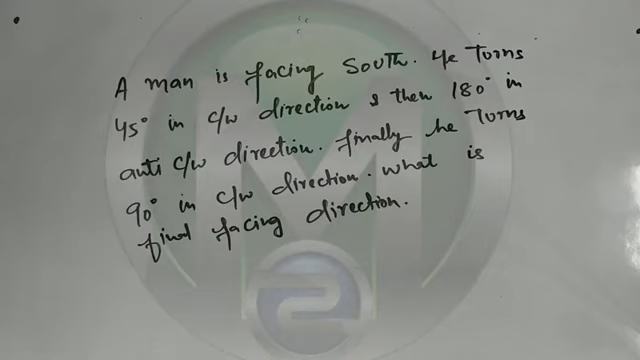 A man is facing South. He Turns
45° in c/w direction & then 180° in
anti c/w direction. finally he Turns
90° in c/w direction. what is
final facing direction.